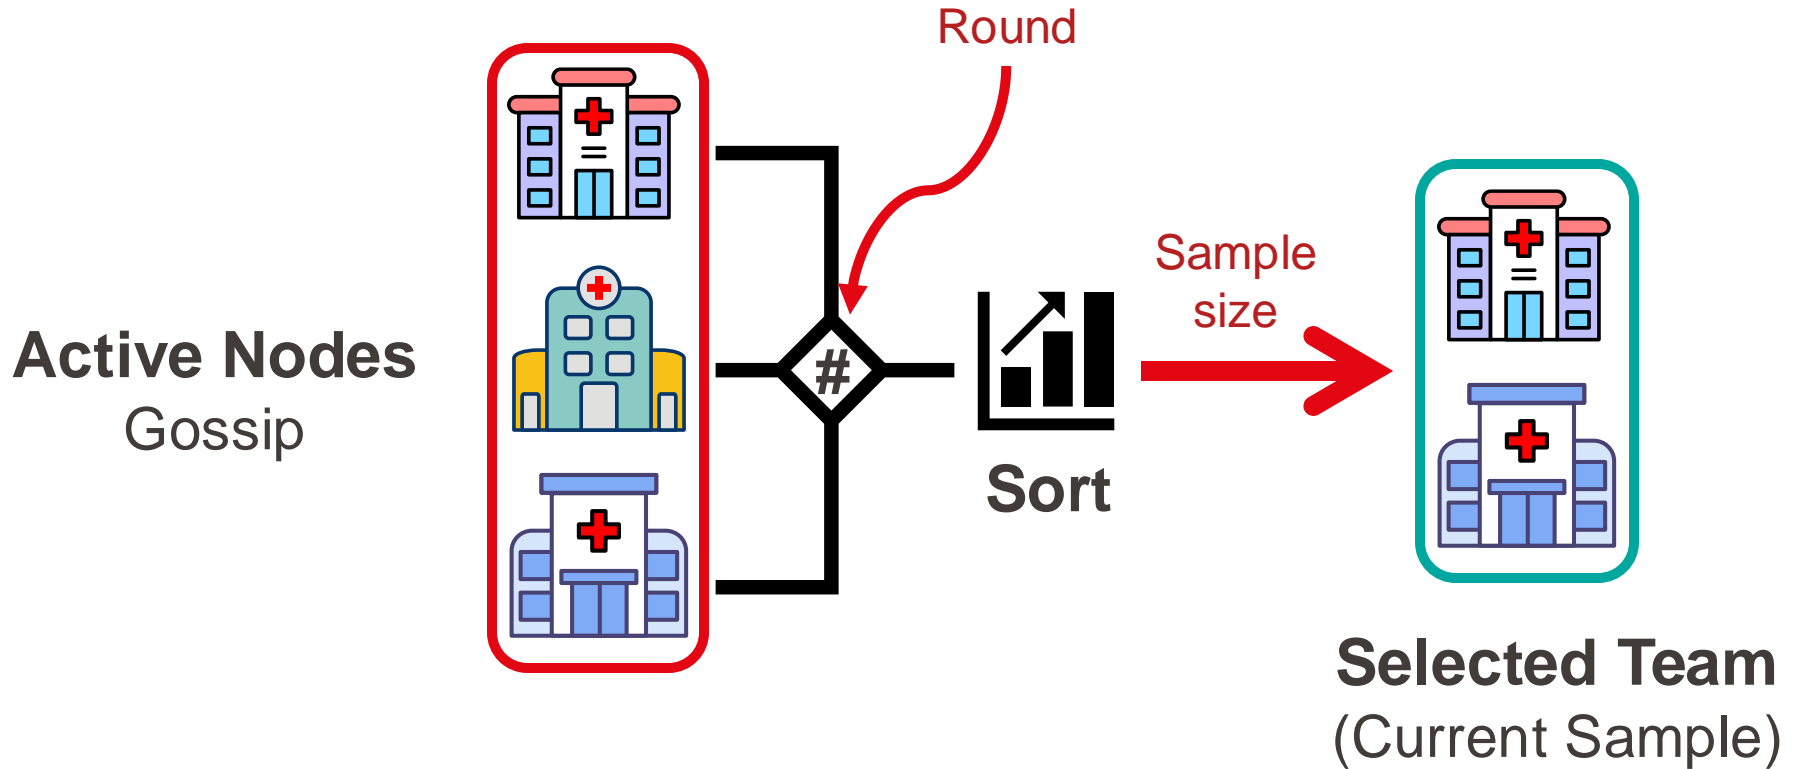 Round
Sample
size
Active Nodes
Gossip
#
Sort
Selected Team
(Current Sample)